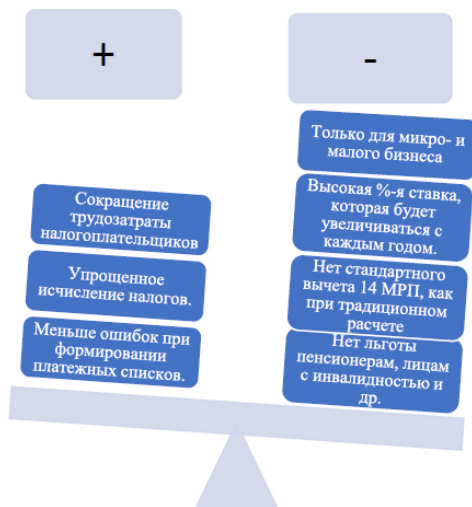 +
-
Только для микро- и
малого бизнеса
Высокая %-я ставка,
которая будет
увеличиваться с
каждым годом.
Нет стандартного
вычета 14 МРП, как
при традиционном
расчете
Нет льготы
пенсионерам, лицам
с инвалидностью и
др.
Сокращение
трудозатраты
налогоплательщиков
Упрощенное
исчисление налогов.
Меньше ошибок при
формировании
платежных списков.